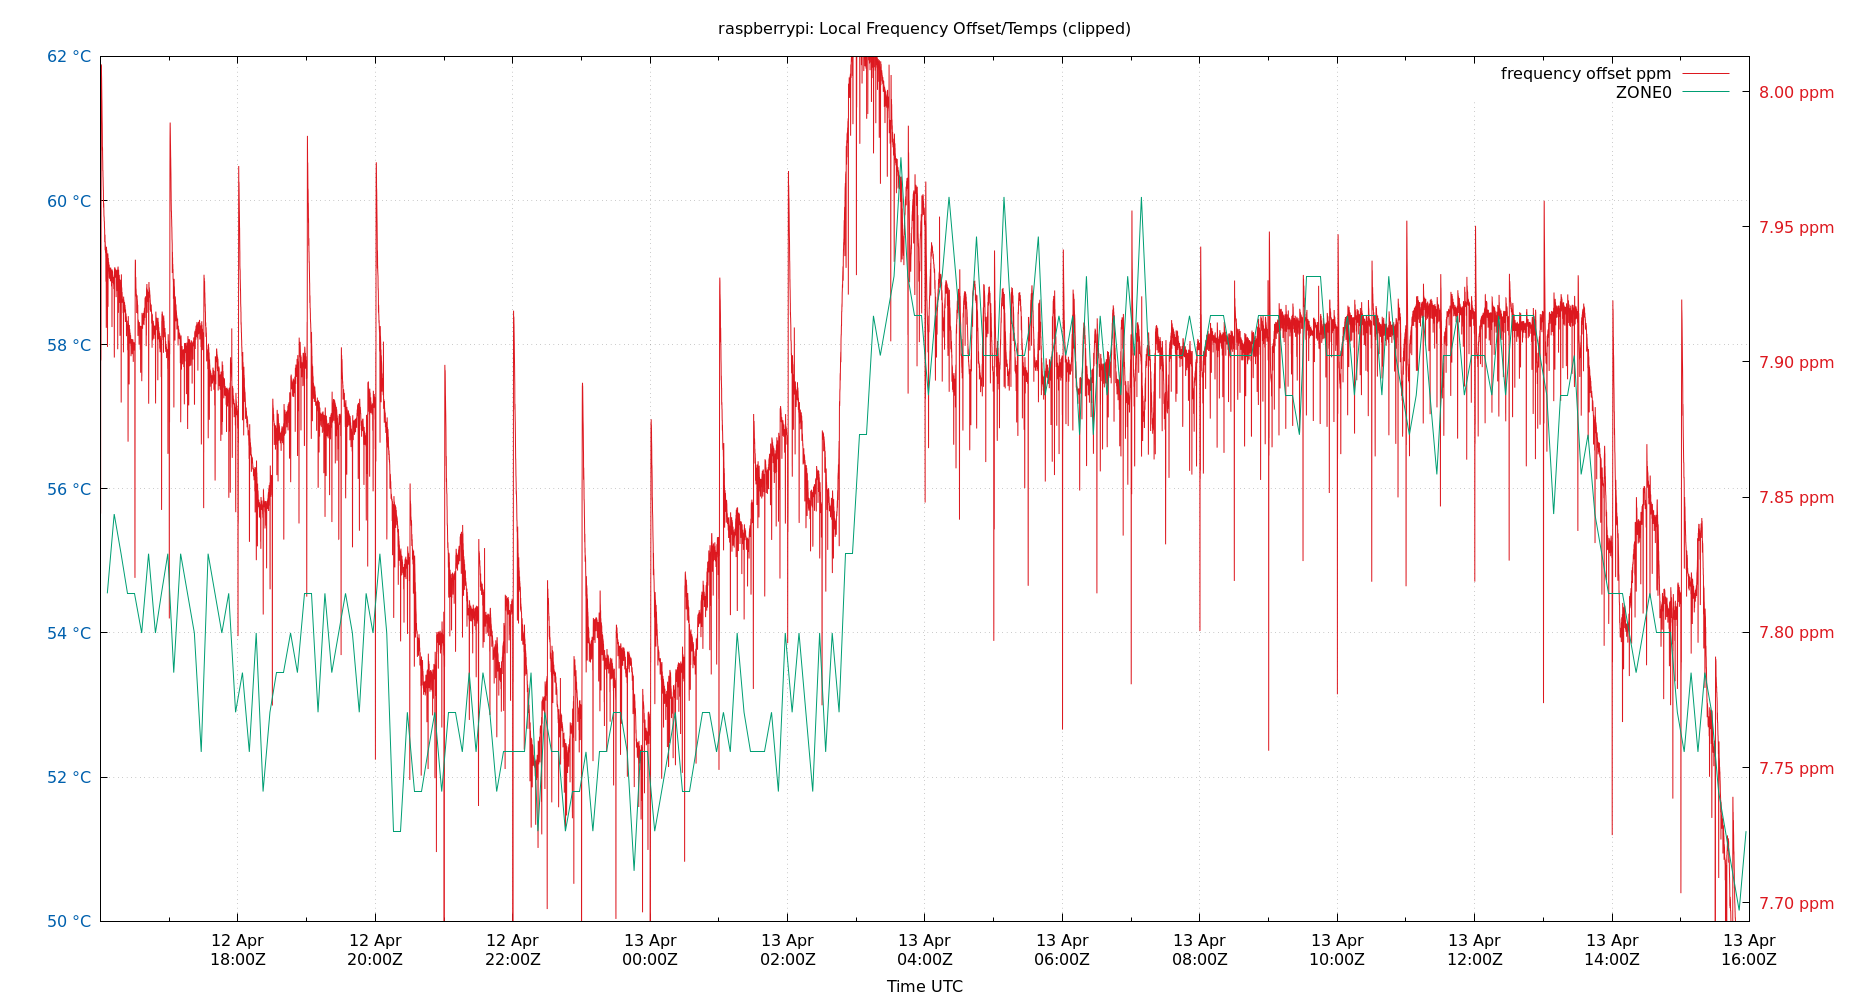 raspberrypi: Local Frequency Offset/Temps (clipped)
frequency offset ppm
ZONE0
62 °C
60 °C
58 °C
56 °C
54 °C
52 °C
50 °C
8.00 ppm
7.95 ppm
7.90 ppm
7.85 ppm
7.80 ppm
7.75 ppm
7.70 ppm
12 Apr 12 Apr 12 Apr 13 Apr 13 Apr 13 Apr 13 Apr 13 Apr 13 Apr 13 Apr 13 Apr 13 Apr
18:00Z 20:00Z 22:00Z 00:00Z 02:00Z 04:00Z 06:00Z 08:00Z 10:00Z 12:00Z 14:00Z 16:00Z
Time UTC